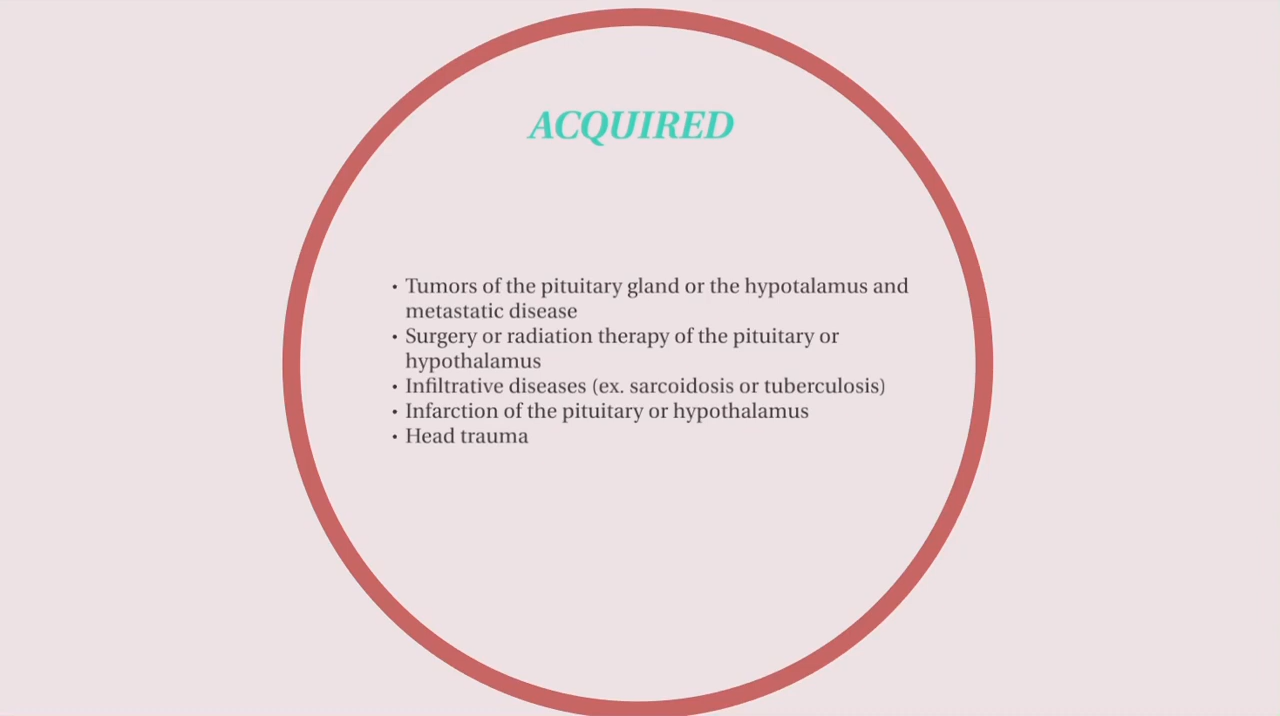 ACQUIRED
• Tumors of the pituitary gland or the hypotalamus and
metastatic disease
• Surgery or radiation therapy of the pituitary or
hypothalamus
• Infiltrative diseases (ex. sarcoidosis or tuberculosis)
• Infarction of the pituitary or hypothalamus
• Head trauma